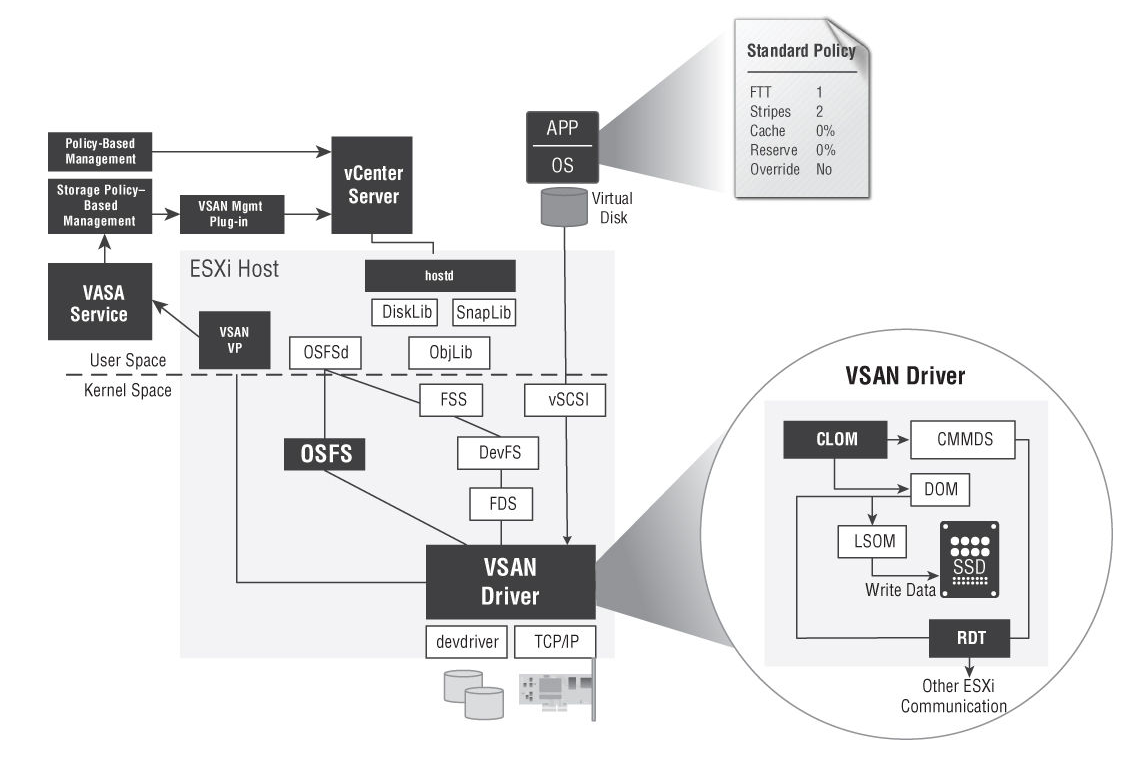 Standard Policy
FTT 1
Stripes 2
Cache 0%
Reserve 0%
Override No
APP
OS
Virtual
Disk
Policy-Based
Management
Storage Policy–
Based
Management
VSAN Mgmt
Plug-in
vCenter
Server
ESXi Host
hostd
DiskLib
SnapLib
VASA
Service
VSAN
VP
OSFSd
ObjLib
User Space
Kernel Space
FSS
vSCSI
OSFS
DevFS
FDS
VSAN
Driver
devdriver
TCP/IP
VSAN Driver
CLOM
CMMDS
DOM
LSOM
SSD
Write Data
RDT
Other ESXi
Communication